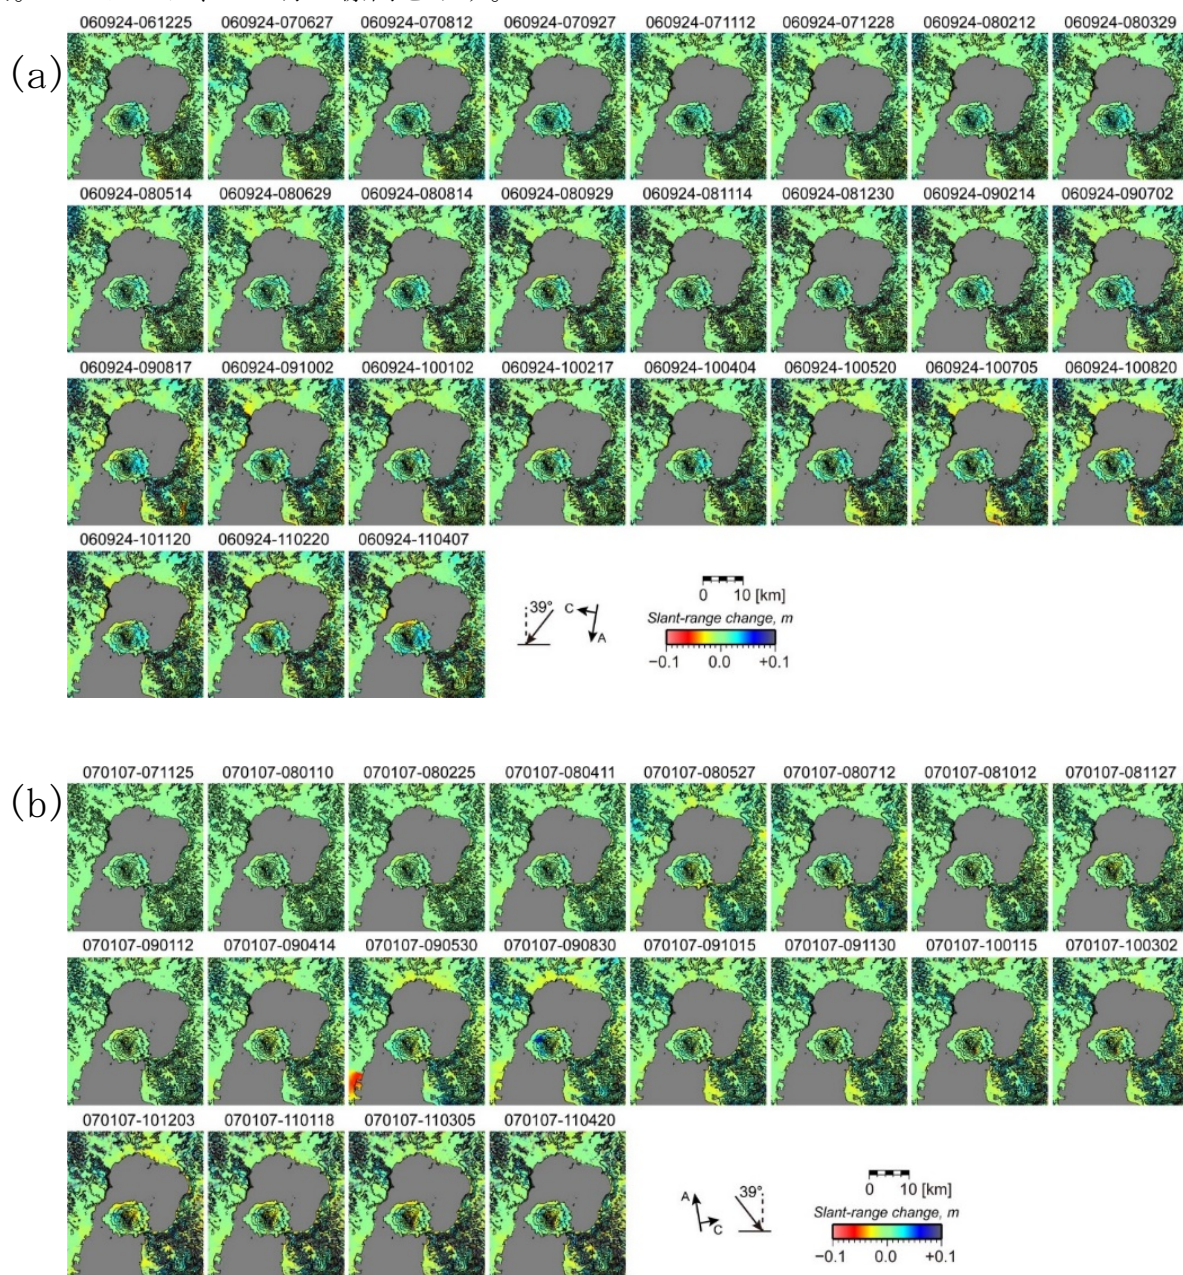 (a)
060924-061225 060924-070627 060924-070812 060924-070927 060924-071112 060924-071228 060924-080212 060924-080329
060924-080514 060924-080629 060924-080814 060924-080929 060924-081114 060924-081230 060924-090214 060924-090702
060924-090817 060924-091002 060924-100102 060924-100217 060924-100404 060924-100520 060924-100705 060924-100820
060924-101120 060924-110220 060924-110407
39° C A
0 10 [km]
Slant-range change, m
−0.1 0.0 +0.1
(b)
070107-071125 070107-080110 070107-080225 070107-080411 070107-080527 070107-080712 070107-081012 070107-081127
070107-090112 070107-090414 070107-090530 070107-090830 070107-091015 070107-091130 070107-100115 070107-100302
070107-101203 070107-110118 070107-110305 070107-110420
A C 39°
0 10 [km]
Slant-range change, m
−0.1 0.0 +0.1